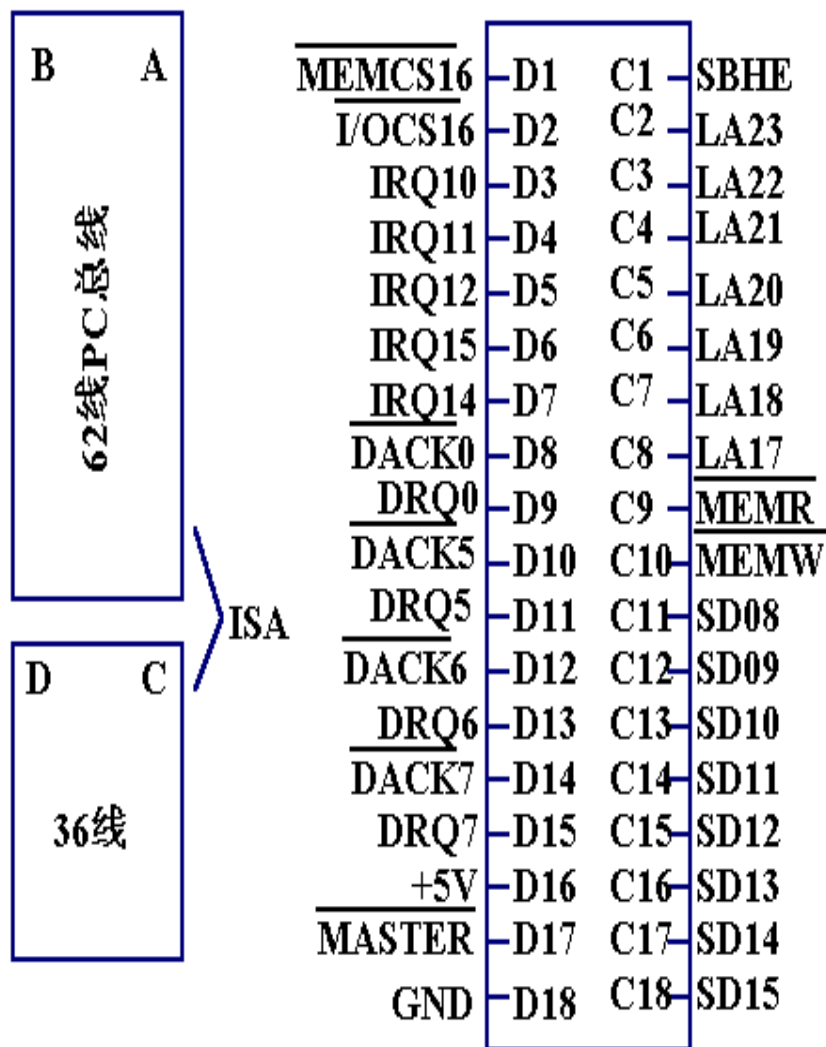 B A
62线PC总线
ISA
D C
36线
MEMCS16 D1 C1 SBHE
I/OCS16 D2 C2 LA23
IRQ10 D3 C3 LA22
IRQ11 D4 C4 LA21
IRQ12 D5 C5 LA20
IRQ15 D6 C6 LA19
IRQ14 D7 C7 LA18
DACK0 D8 C8 LA17
DRQ0 D9 C9 MEMR
DACK5 D10 C10 MEMW
DRQ5 D11 C11 SD08
DACK6 D12 C12 SD09
DRQ6 D13 C13 SD10
DACK7 D14 C14 SD11
DRQ7 D15 C15 SD12
+5V D16 C16 SD13
MASTER D17 C17 SD14
GND D18 C18 SD15